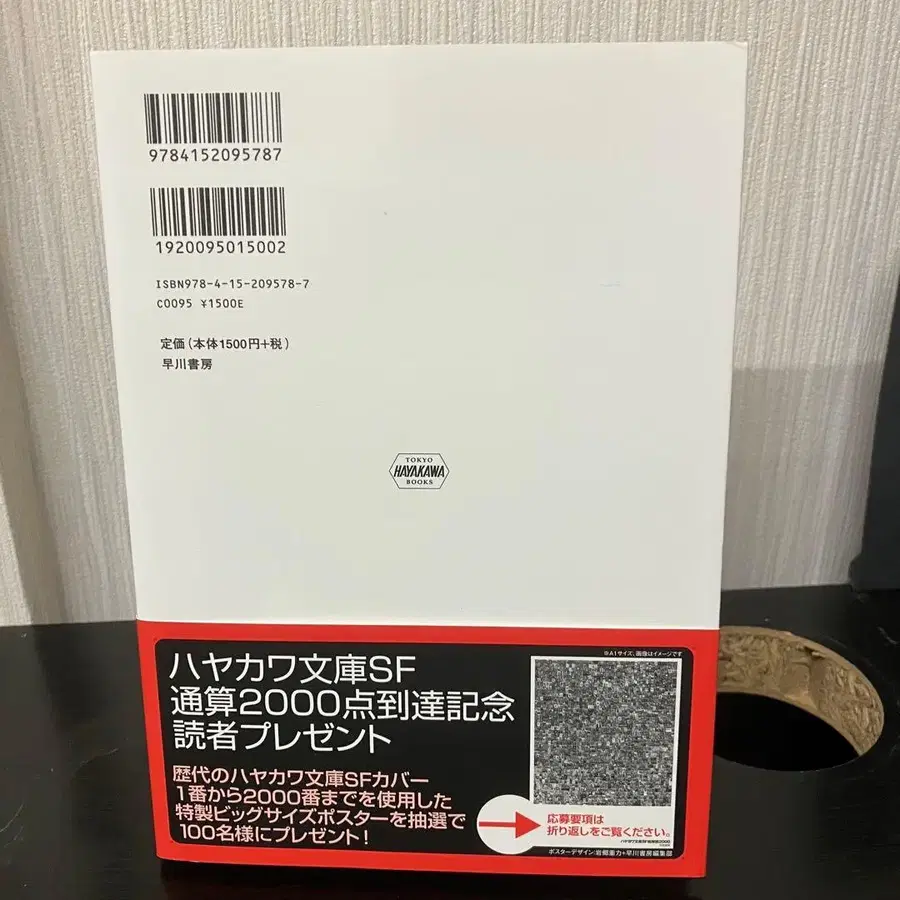 9784152095787
1920095015002
ISBN978-4-15-209578-7
C0095 ¥1500E
定価(本体1500円+税)
早川書房
TOKYO
HAYAKAWA
BOOKS
ハヤカワ文庫SF
通算2000点到達記念
読者プレゼント
歴代のハヤカワ文庫SFカバー
1番から2000番までを使用した
特製ビッグサイズポスターを抽選で
100名様にプレゼント!
※A1サイズ、画像はイメージです
応募要項は
折り返しをご覧ください。
ポスターデザイン:岩郷重力+早川書房編集部